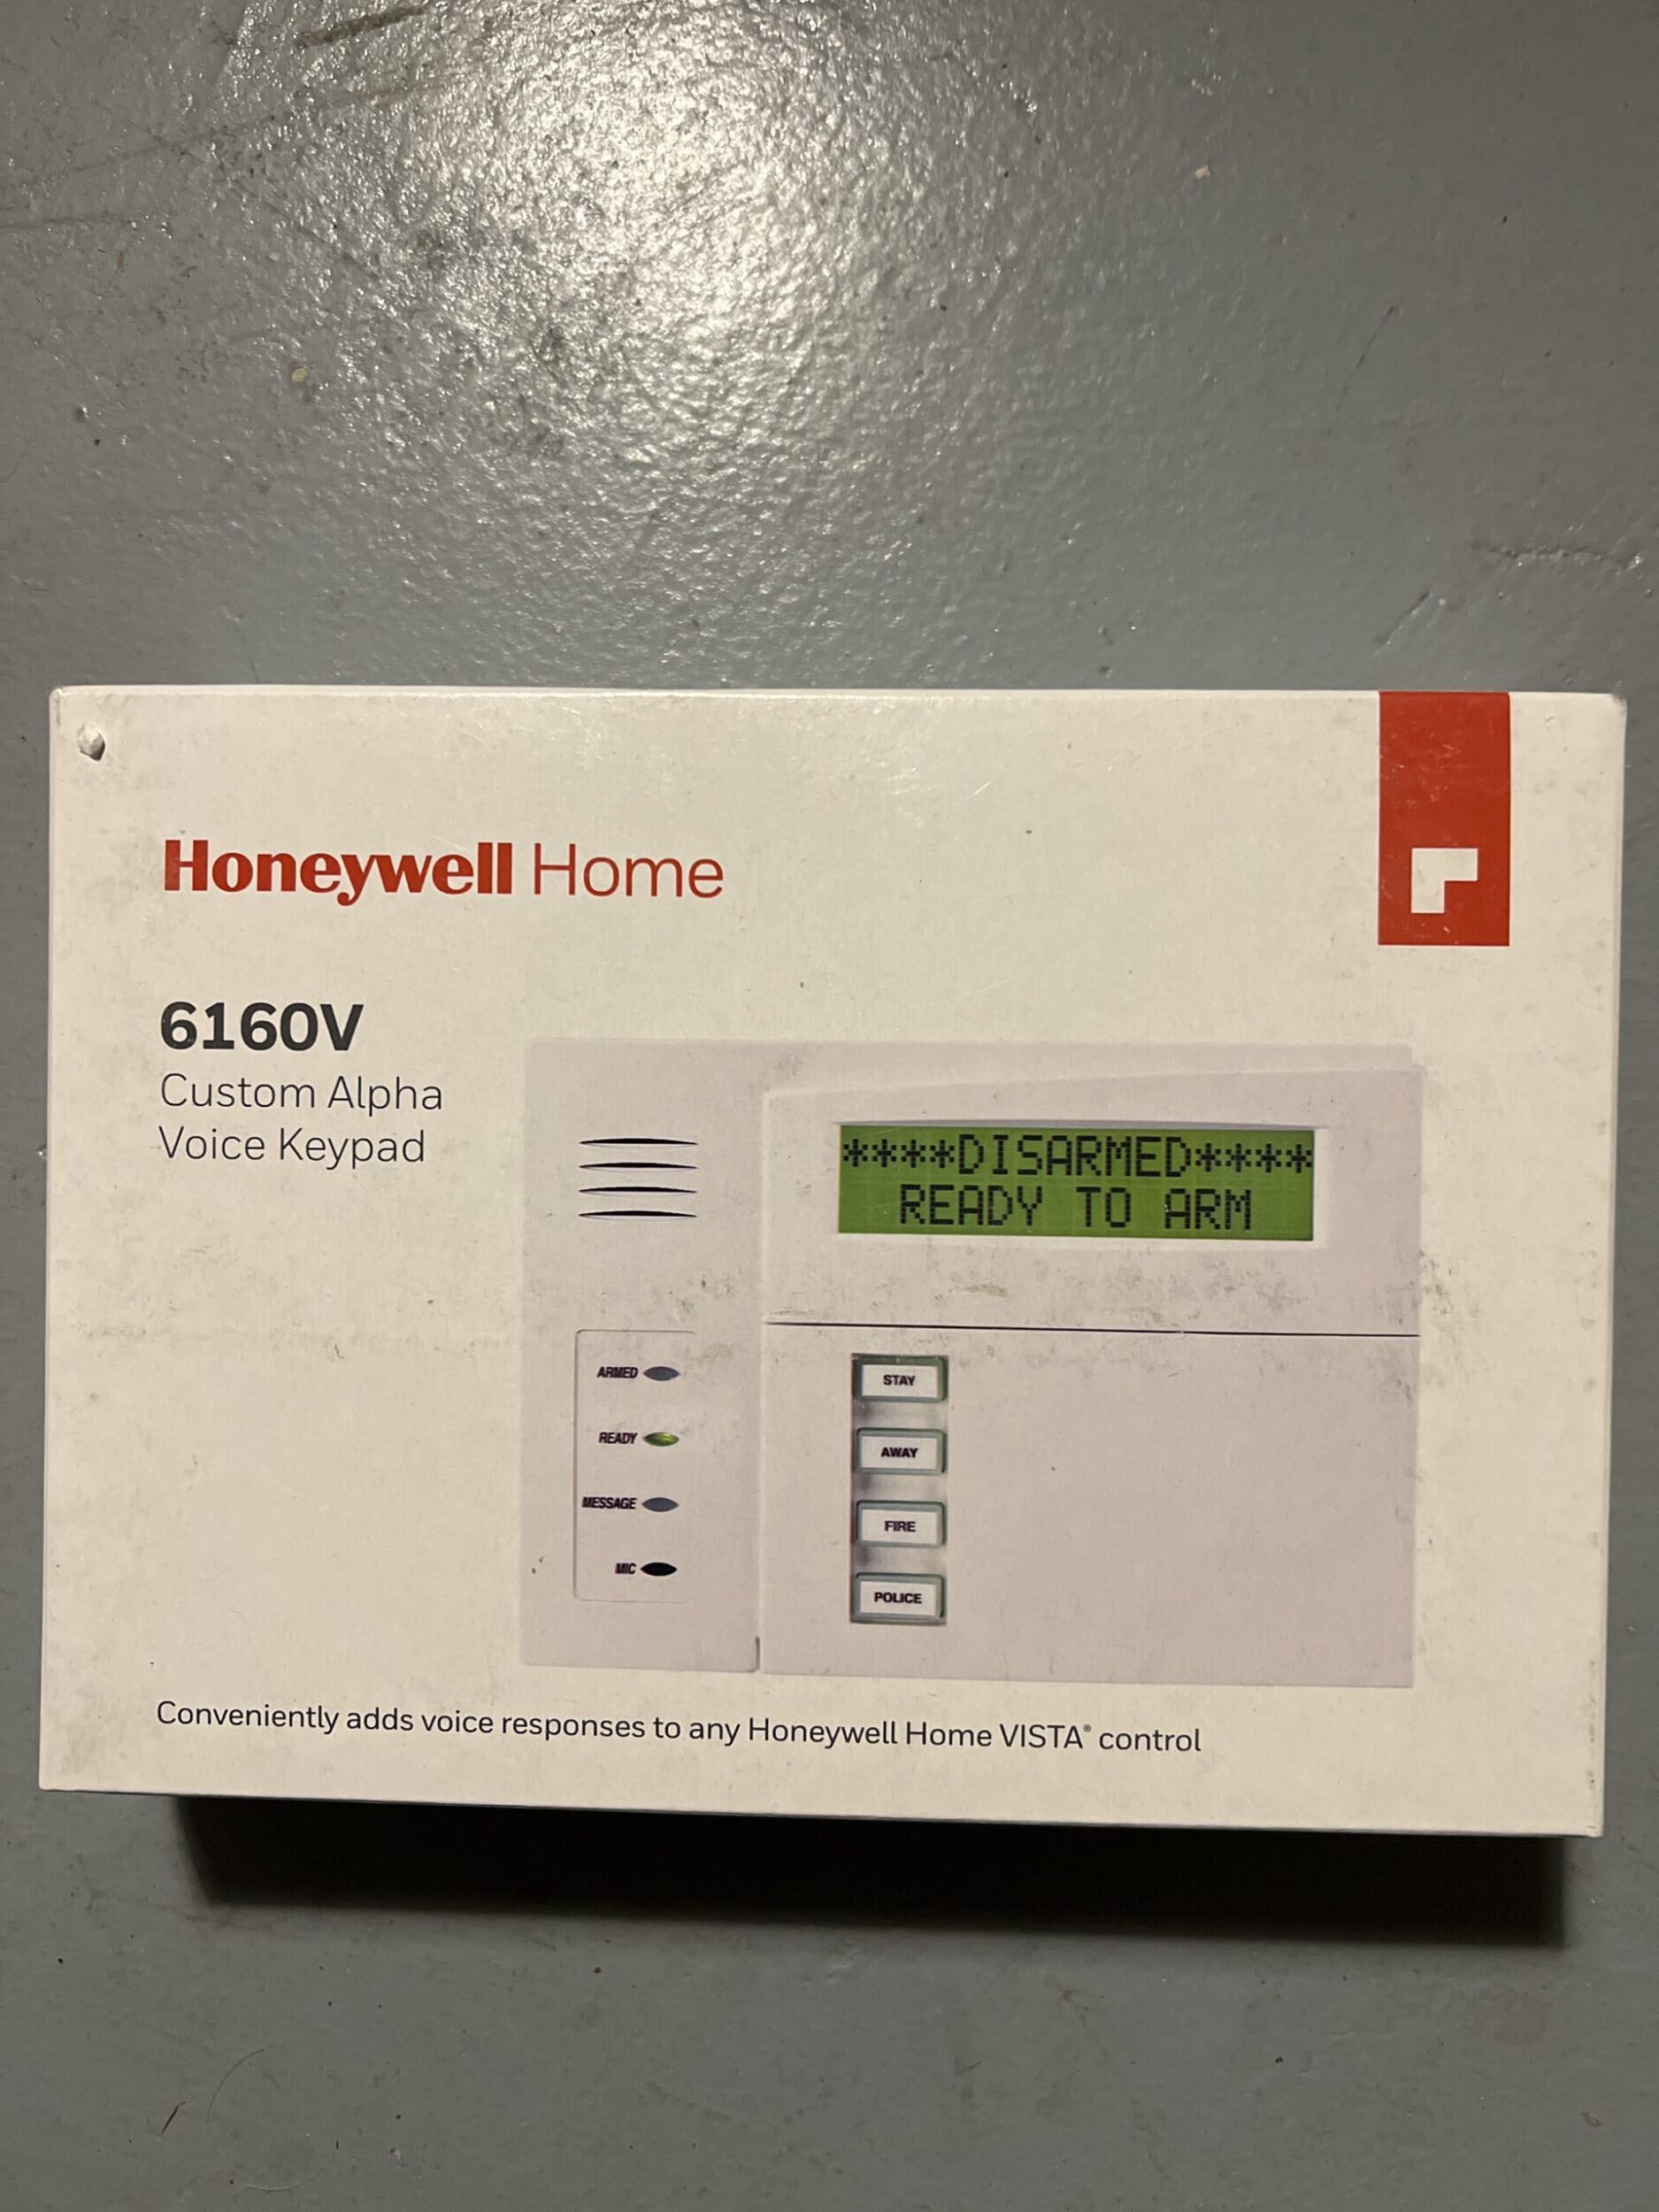 Honeywell Home
6160V
Custom Alpha
Voice Keypad
****DISARMED****
READY TO ARM
ARMED
READY
MESSAGE
MIC
STAY
AWAY
FIRE
POLICE
Conveniently adds voice responses to any Honeywell Home VISTA® control